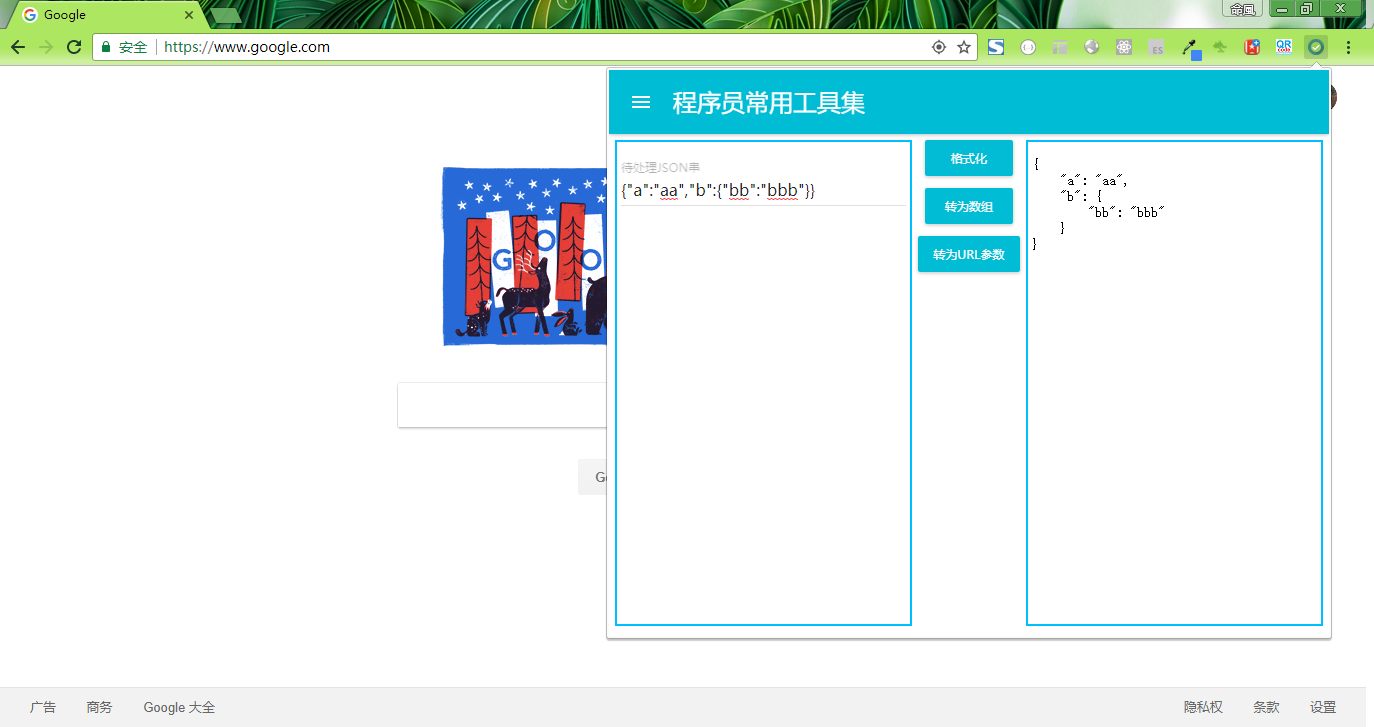 Google
命国
安全
https://www.google.com
ES
QR
code
程序员常用工具集
待处理JSON串
{"a":"aa","b":{"bb":"bbb"}}
格式化
转为数组
转为URL参数
{
    "a": "aa",
    "b": {
        "bb": "bbb"
    }
}
G O O
广告
商务
Google 大全
隐私权
条款
设置